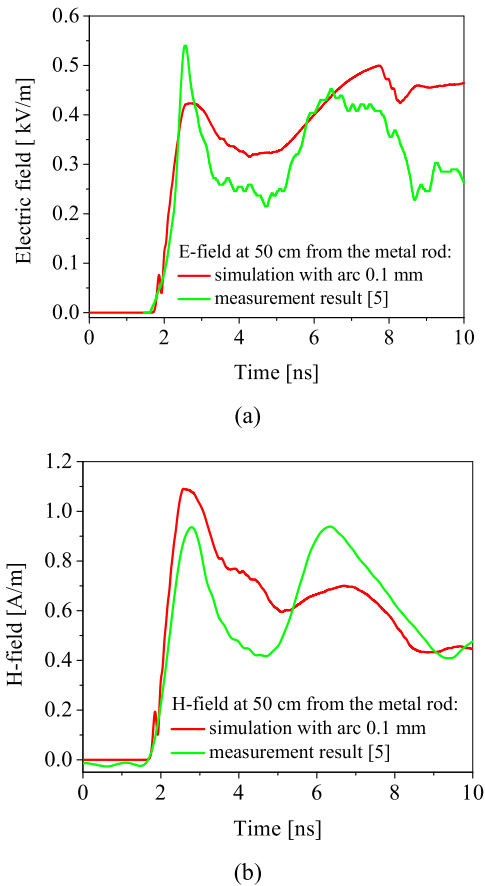 0.6
0.5
0.4
0.3
0.2
0.1
0.0
Electric field [ kV/m]
E-field at 50 cm from the metal rod:
simulation with arc 0.1 mm
measurement result [5]
0 2 4 6 8 10
Time [ns]
(a)
1.2
1.0
0.8
0.6
0.4
0.2
0.0
H-field [A/m]
H-field at 50 cm from the metal rod:
simulation with arc 0.1 mm
measurement result [5]
0 2 4 6 8 10
Time [ns]
(b)